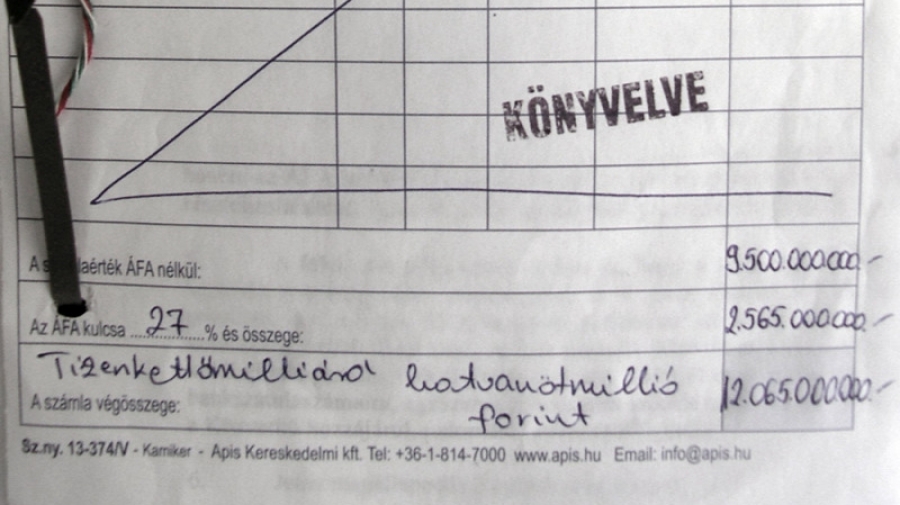 KÖNYVELVE
A számlaérték ÁFA nélkül: 9.500.000.000.-
Az ÁFA kulcsa 27 % és összege: 2.565.000.000.-
Tizenkettőmilliárd hatvanötmillió forint
A számla végösszege: 12.065.000.000.-
Sz.ny. 13-374/V - Karniker - Apis Kereskedelmi kft. Tel: +36-1-814-7000 www.apis.hu Email: info@apis.hu